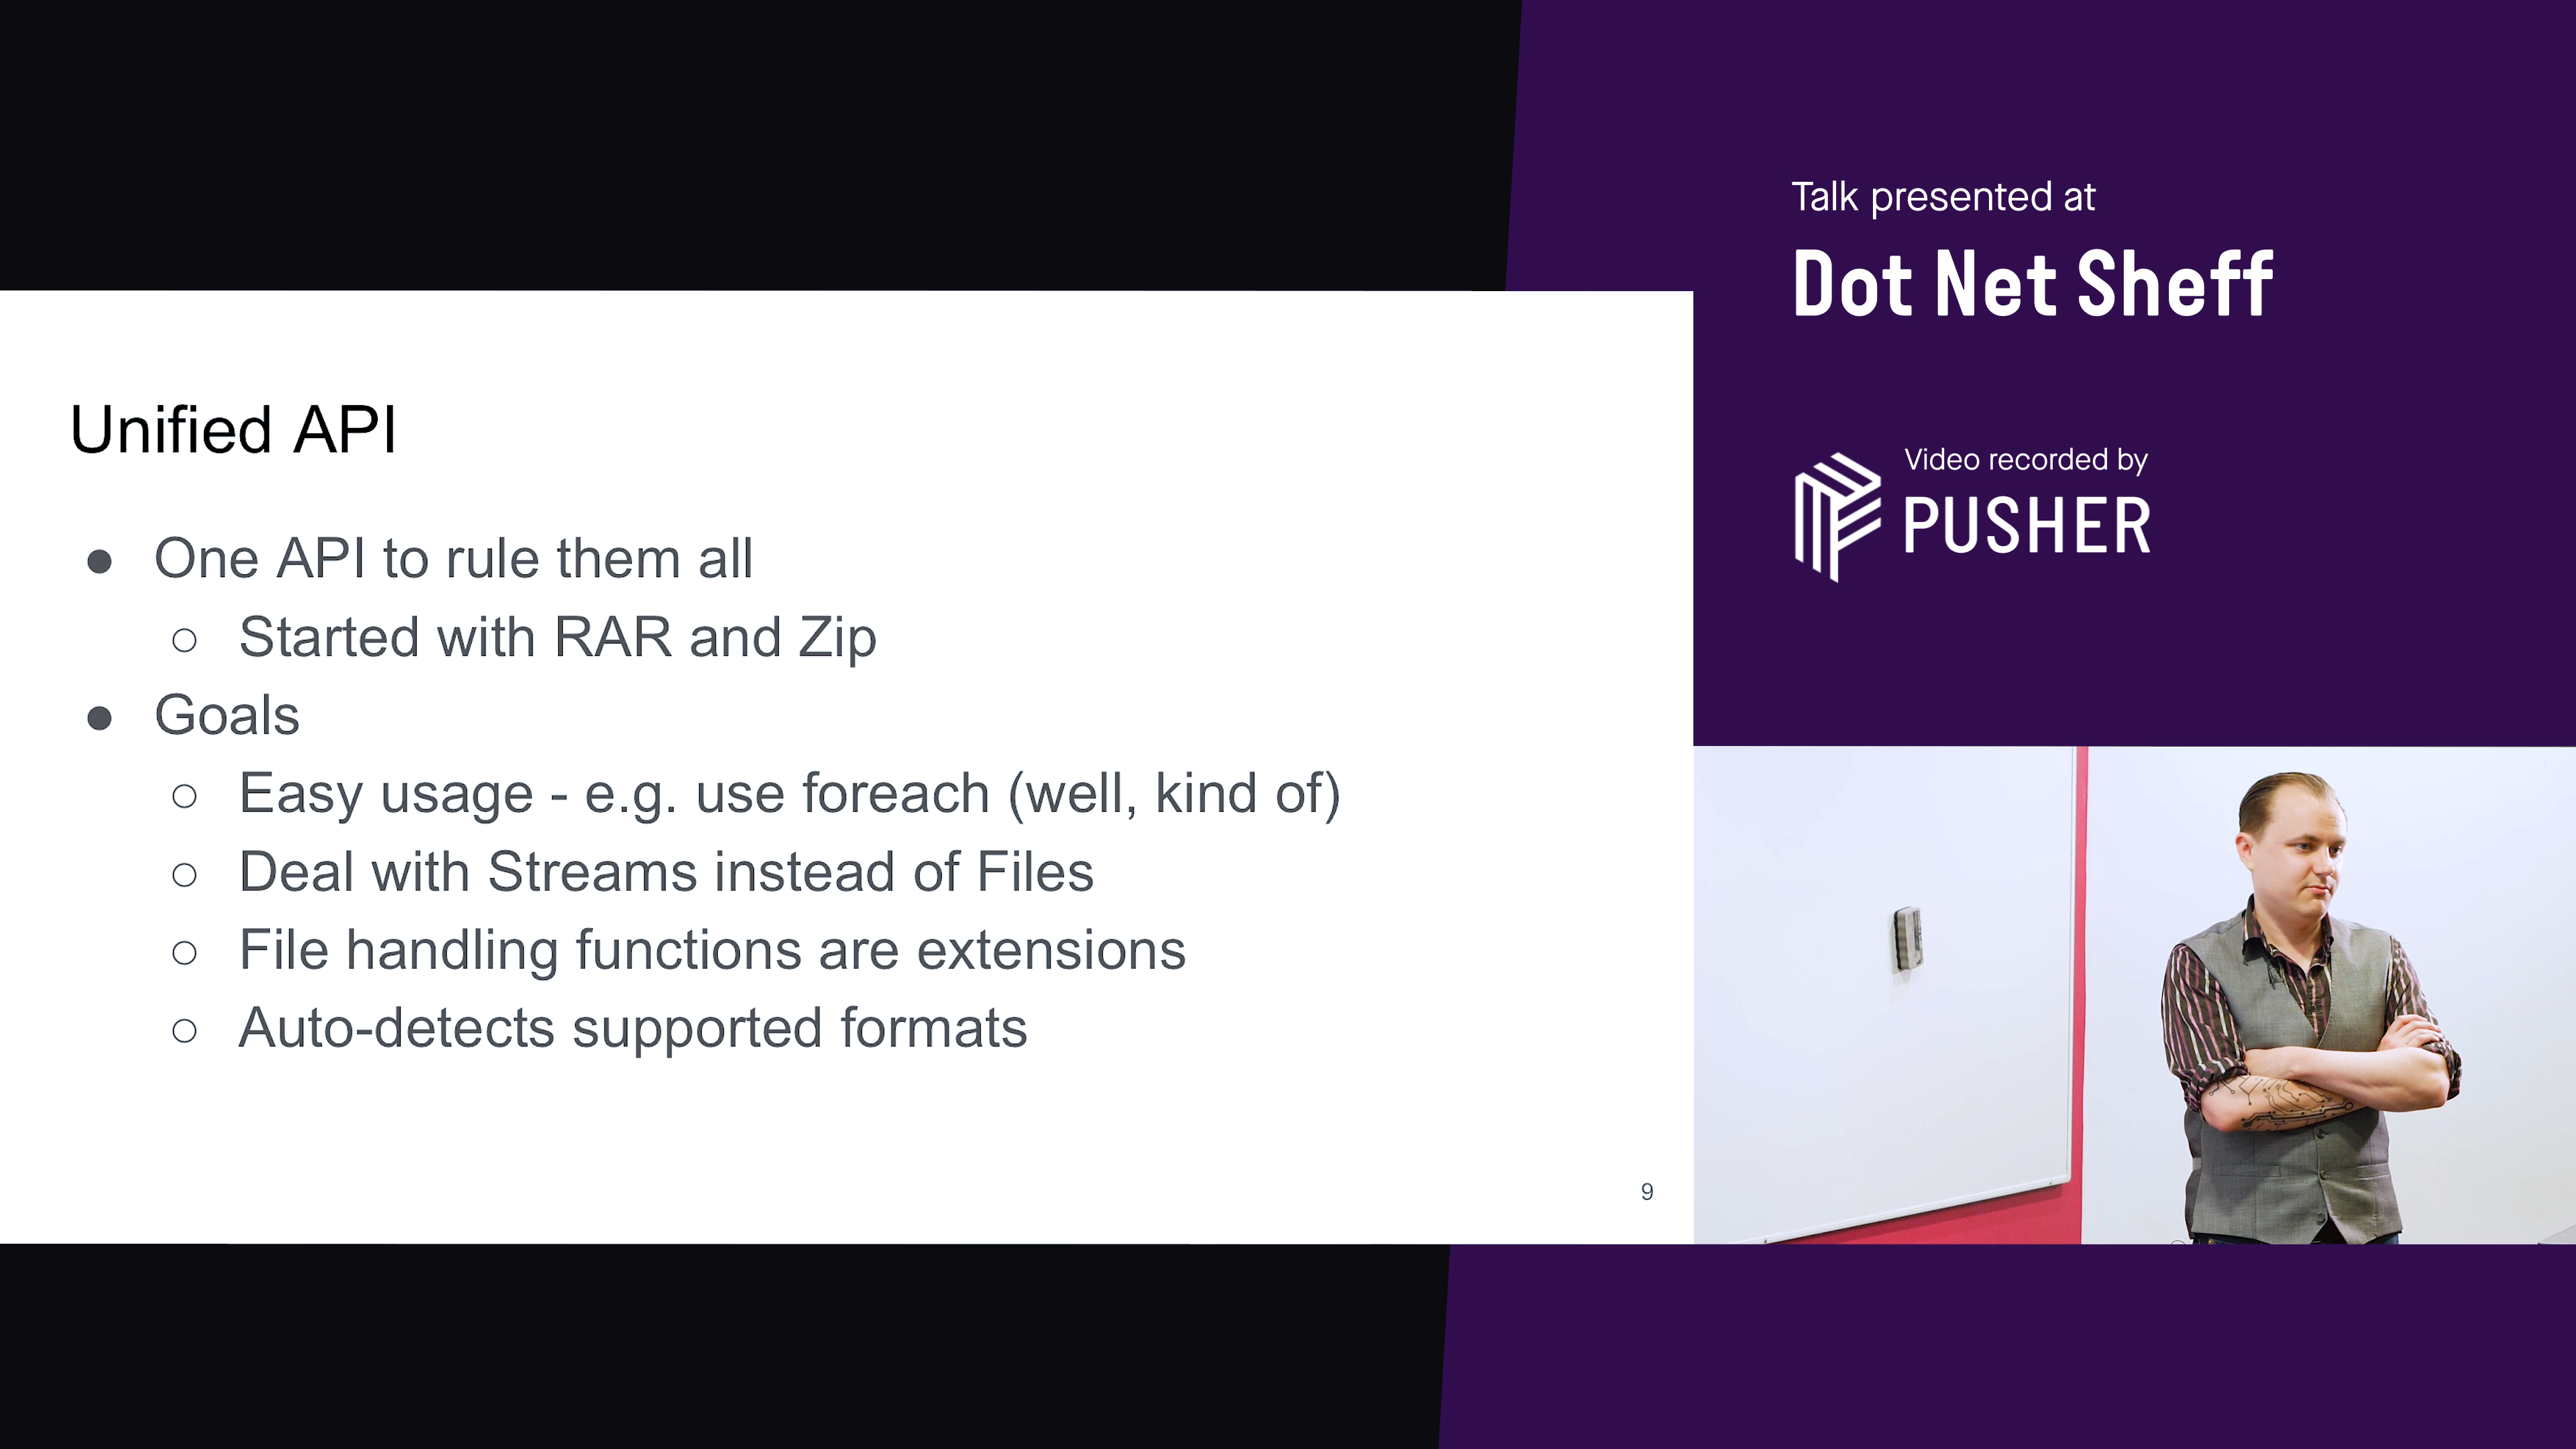 Talk presented at
Dot Net Sheff
Video recorded by
PUSHER
Unified API
● One API to rule them all
○ Started with RAR and Zip
● Goals
○ Easy usage - e.g. use foreach (well, kind of)
○ Deal with Streams instead of Files
○ File handling functions are extensions
○ Auto-detects supported formats
9